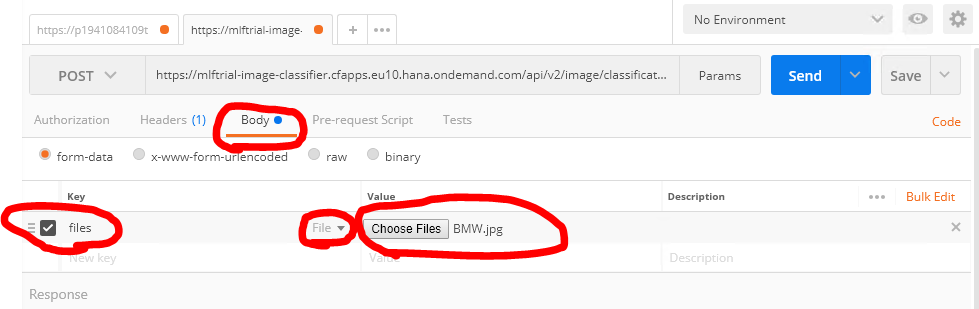 No Environment
https://p1941084109t
https://mlftrial-image-
POST
https://mlftrial-image-classifier.cfapps.eu10.hana.ondemand.com/api/v2/image/classificat...
Params
Send
Save
Authorization Headers (1) Body Pre-request Script Tests Code
form-data x-www-form-urlencoded raw binary
Key Value Description Bulk Edit
files File Choose Files BMW.jpg
New key Value Description
Response